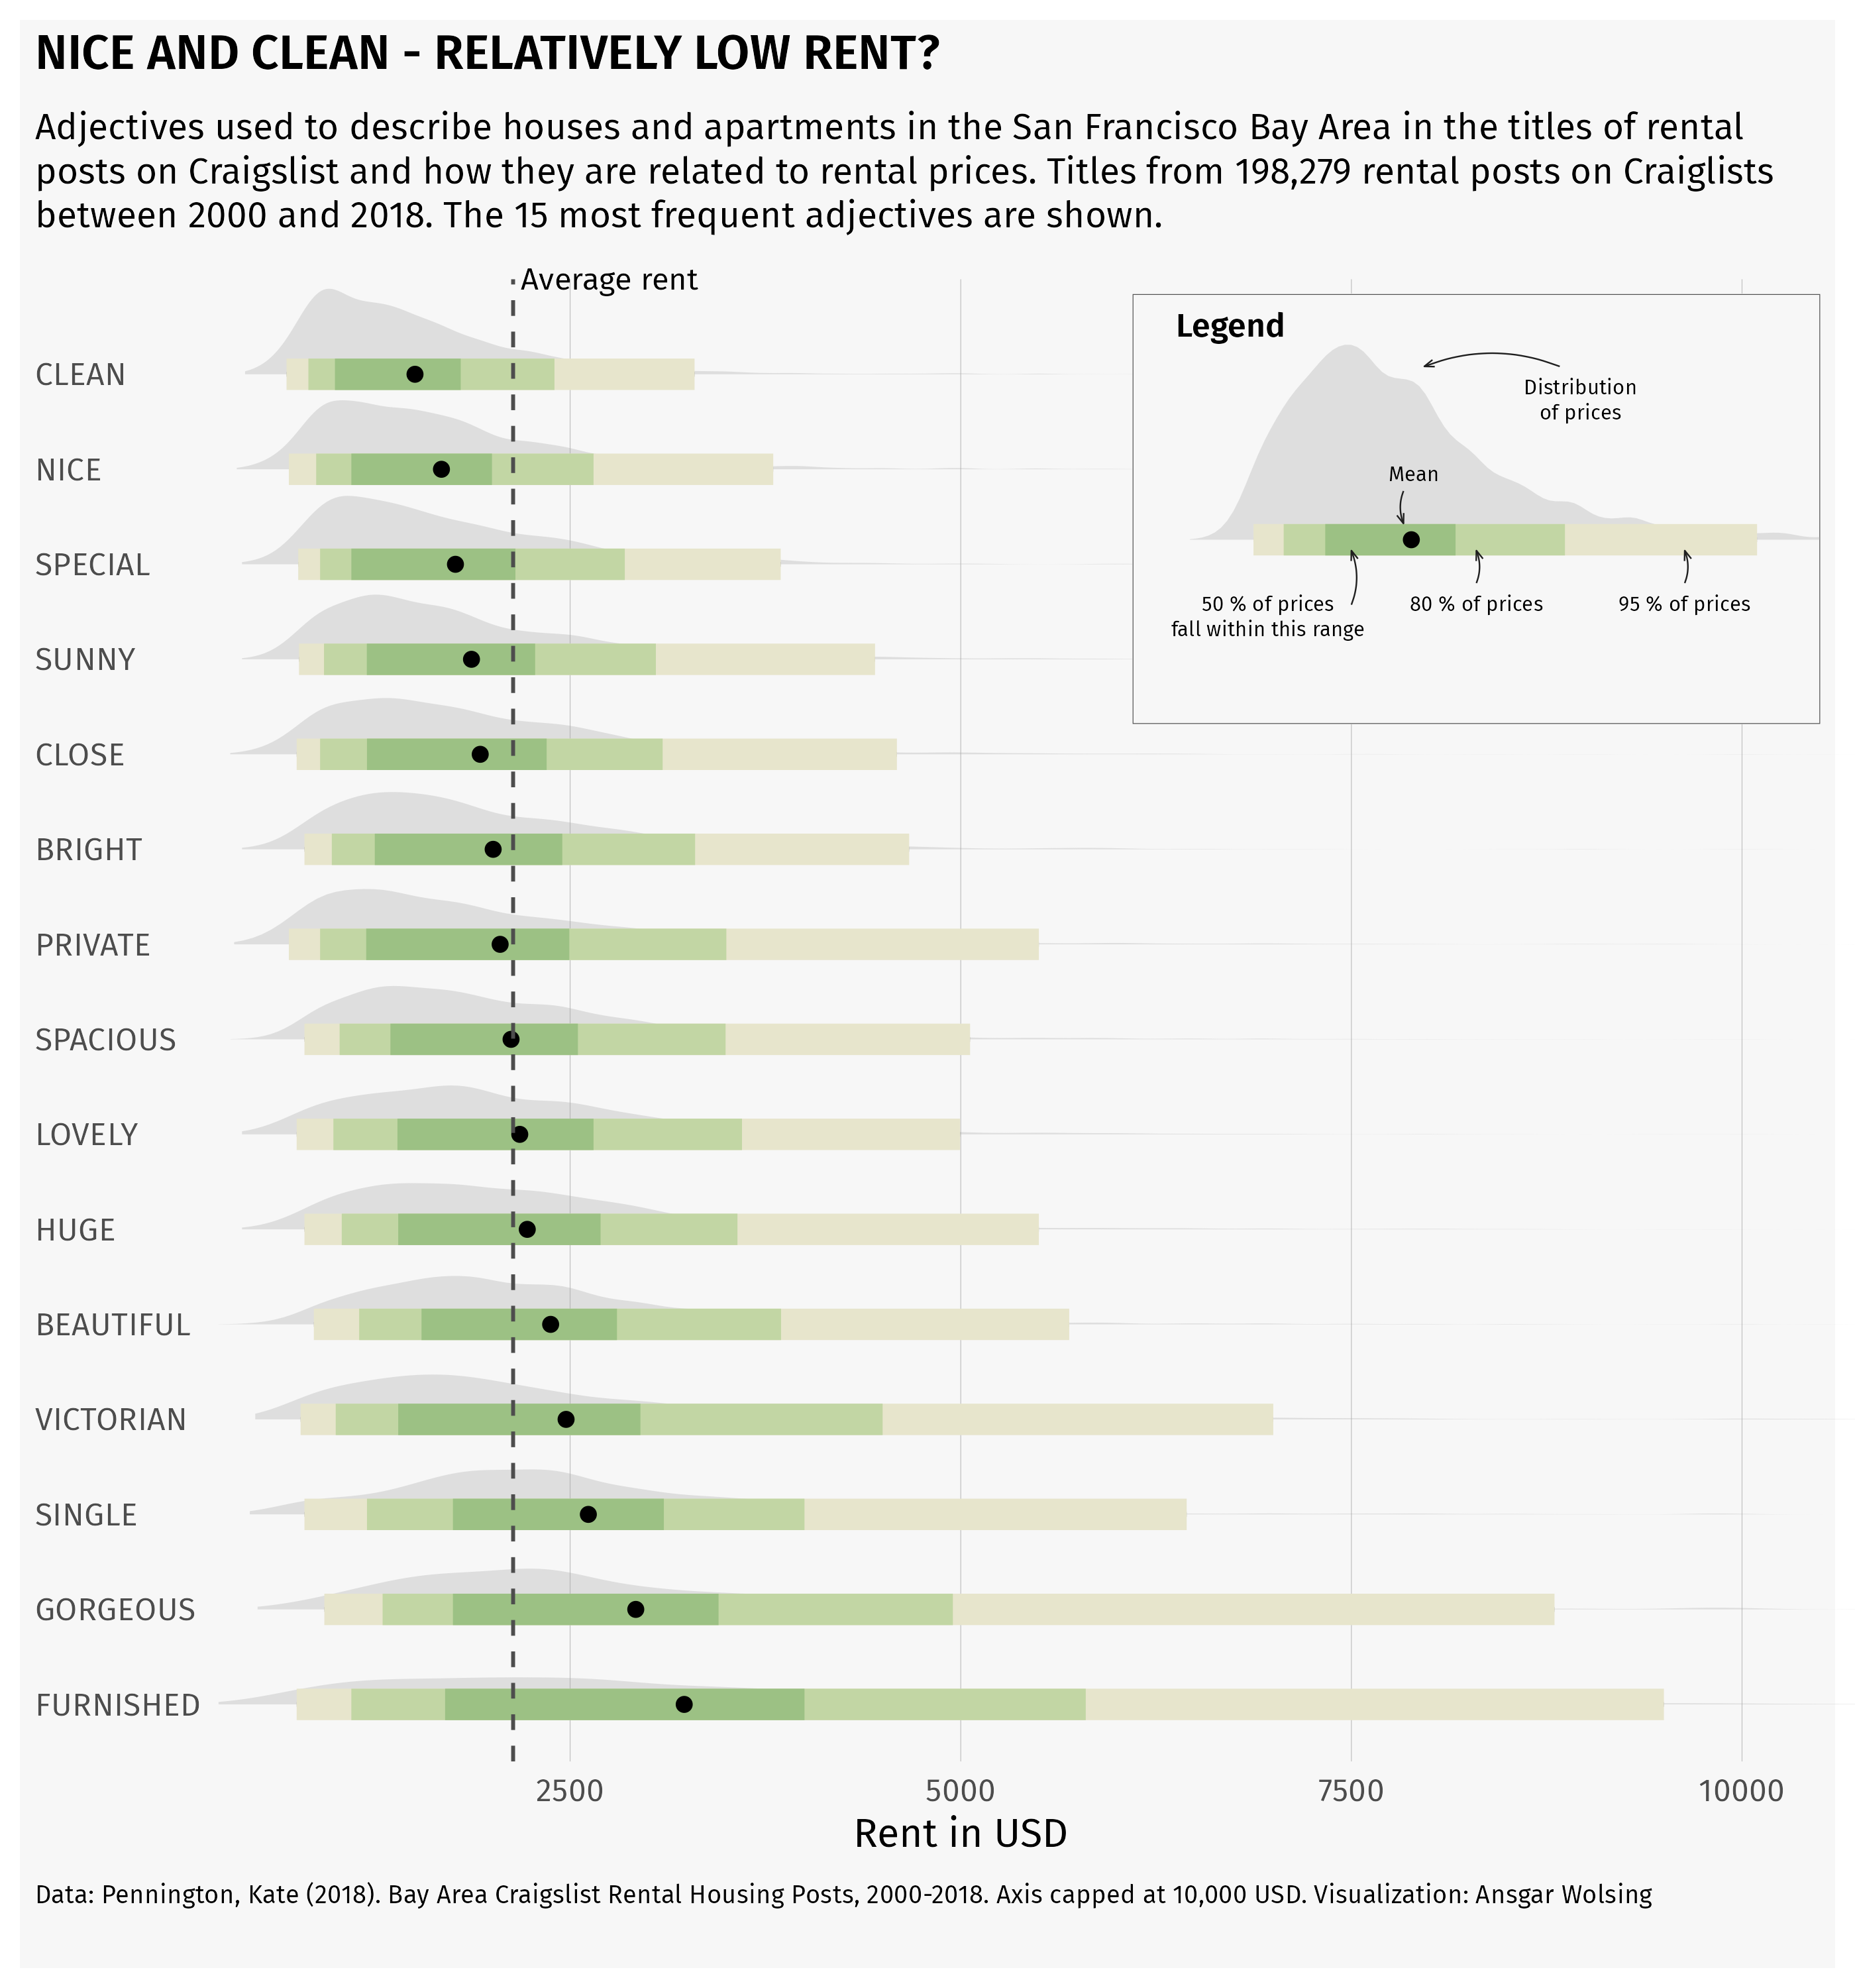 NICE AND CLEAN - RELATIVELY LOW RENT?
Adjectives used to describe houses and apartments in the San Francisco Bay Area in the titles of rental
posts on Craigslist and how they are related to rental prices. Titles from 198,279 rental posts on Craiglists
between 2000 and 2018. The 15 most frequent adjectives are shown.
Average rent
Legend
Distribution
of prices
Mean
50 % of prices
fall within this range
80 % of prices
95 % of prices
CLEAN
NICE
SPECIAL
SUNNY
CLOSE
BRIGHT
PRIVATE
SPACIOUS
LOVELY
HUGE
BEAUTIFUL
VICTORIAN
SINGLE
GORGEOUS
FURNISHED
2500 5000 7500 10000
Rent in USD
Data: Pennington, Kate (2018). Bay Area Craigslist Rental Housing Posts, 2000-2018. Axis capped at 10,000 USD. Visualization: Ansgar Wolsing